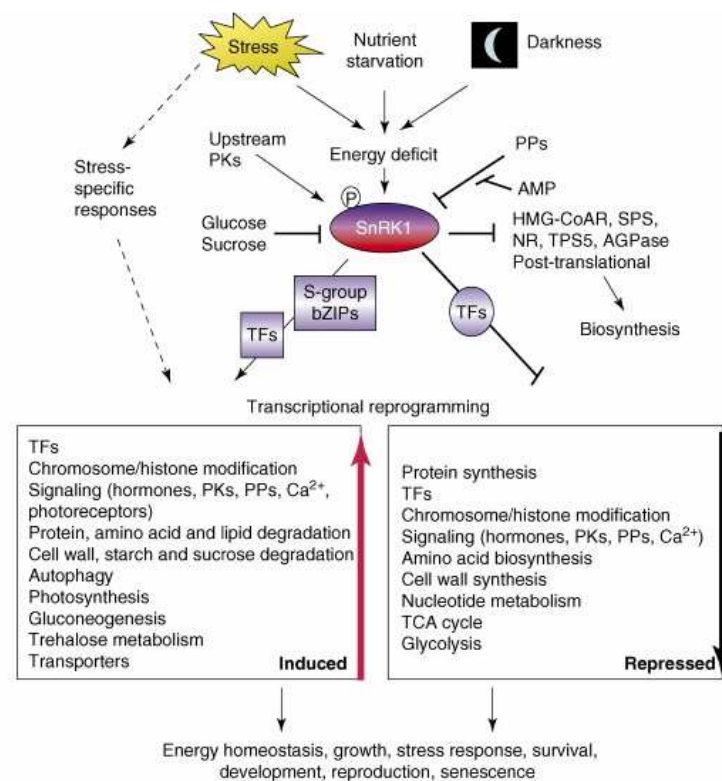 Stress
Nutrient
starvation
Darkness
Upstream
PKs
Energy deficit
PPs
AMP
Stress-
specific
responses
P
SnRK1
Glucose
Sucrose
HMG-CoAR, SPS,
NR, TPS5, AGPase
Post-translational
S-group
bZIPs
TFs
TFs
Biosynthesis
Transcriptional reprogramming
TFs
Chromosome/histone modification
Signaling (hormones, PKs, PPs, Ca²⁺,
photoreceptors)
Protein, amino acid and lipid degradation
Cell wall, starch and sucrose degradation
Autophagy
Photosynthesis
Gluconeogenesis
Trehalose metabolism
Transporters
Induced
Protein synthesis
TFs
Chromosome/histone modification
Signaling (hormones, PKs, PPs, Ca²⁺)
Amino acid biosynthesis
Cell wall synthesis
Nucleotide metabolism
TCA cycle
Glycolysis
Repressed
Energy homeostasis, growth, stress response, survival,
development, reproduction, senescence